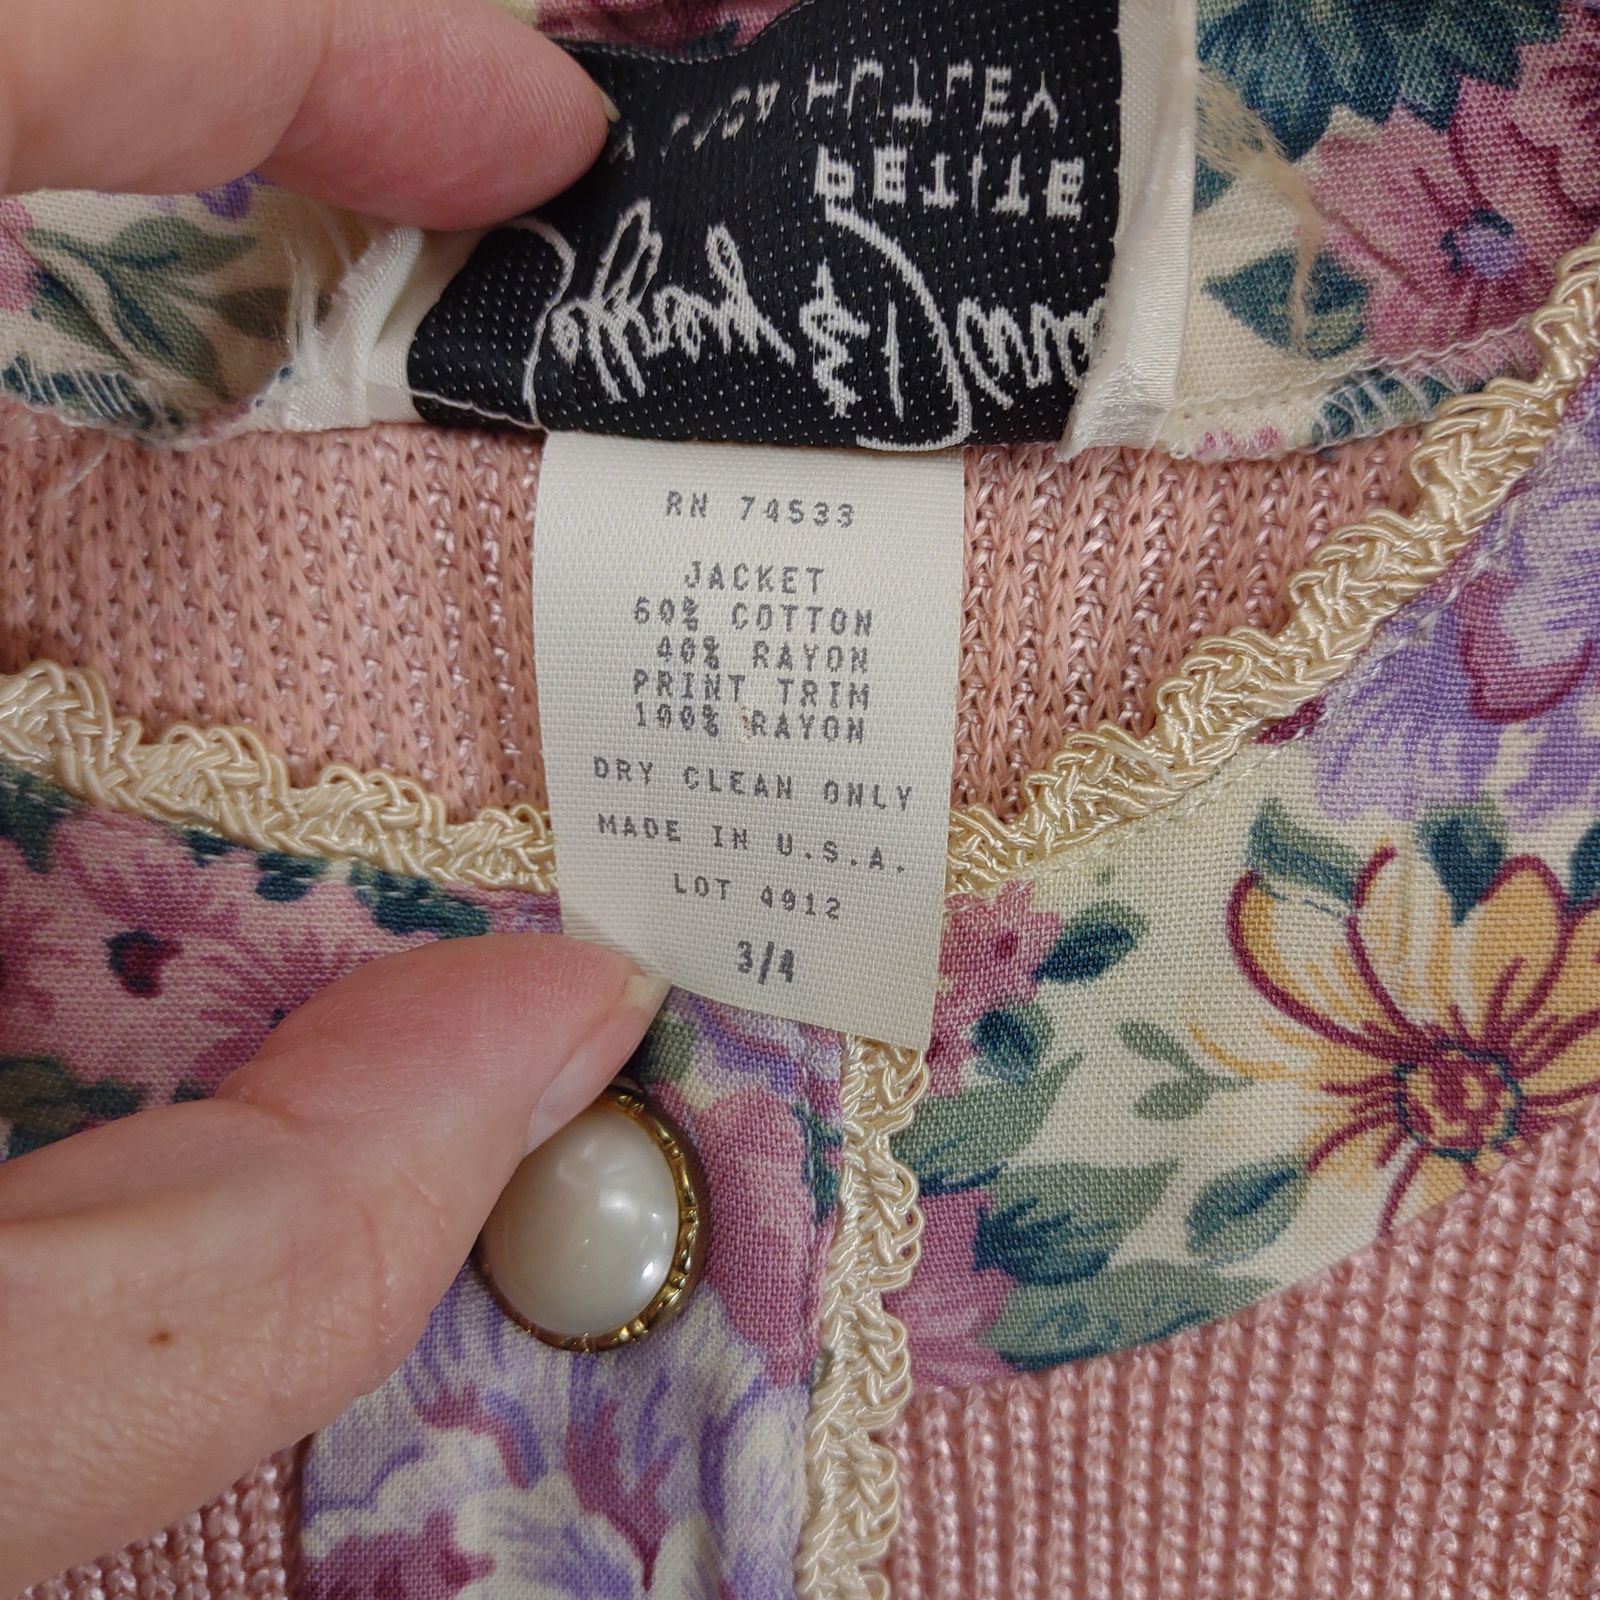 RN 74533
JACKET
60% COTTON
40% RAYON
PRINT TRIM
100% RAYON
DRY CLEAN ONLY
MADE IN U.S.A.
LOT 4912
3/4
PETITE
HURLEY